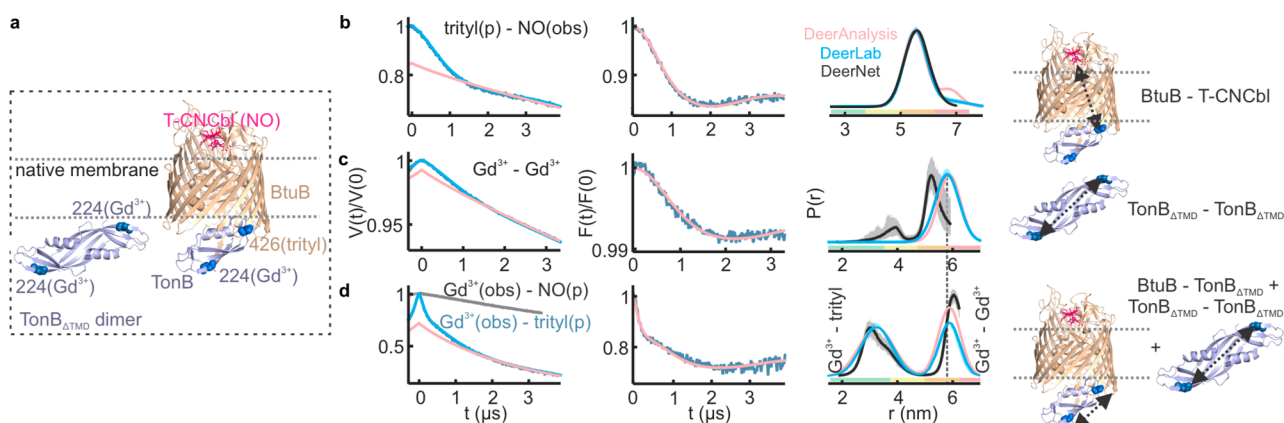 a
T-CNCbl (NO)
native membrane
BtuB
224(Gd³⁺)
426(trityl)
224(Gd³⁺)
TonB
224(Gd³⁺)
TonBΔTMD dimer
b
trityl(p) - NO(obs)
1
0.8
0 1 2 3
1
0.9
0 1 2 3
DeerAnalysis
DeerLab
DeerNet
3 5 7
BtuB - T-CNCbl
c
Gd³⁺ - Gd³⁺
V(t)/V(0)
1
0.95
0 1 2 3
F(t)/F(0)
1
0.99
0 1 2 3
P(r)
2 4 6
TonBΔTMD - TonBΔTMD
d
Gd³⁺(obs) - NO(p)
Gd³⁺(obs) - trityl(p)
1
0.5
0 1 2 3
t (μs)
1
0.8
0 1 2 3
t (μs)
Gd³⁺ - trityl
Gd³⁺ - Gd³⁺
2 4 6
r (nm)
BtuB - TonBΔTMD +
TonBΔTMD - TonBΔTMD
+